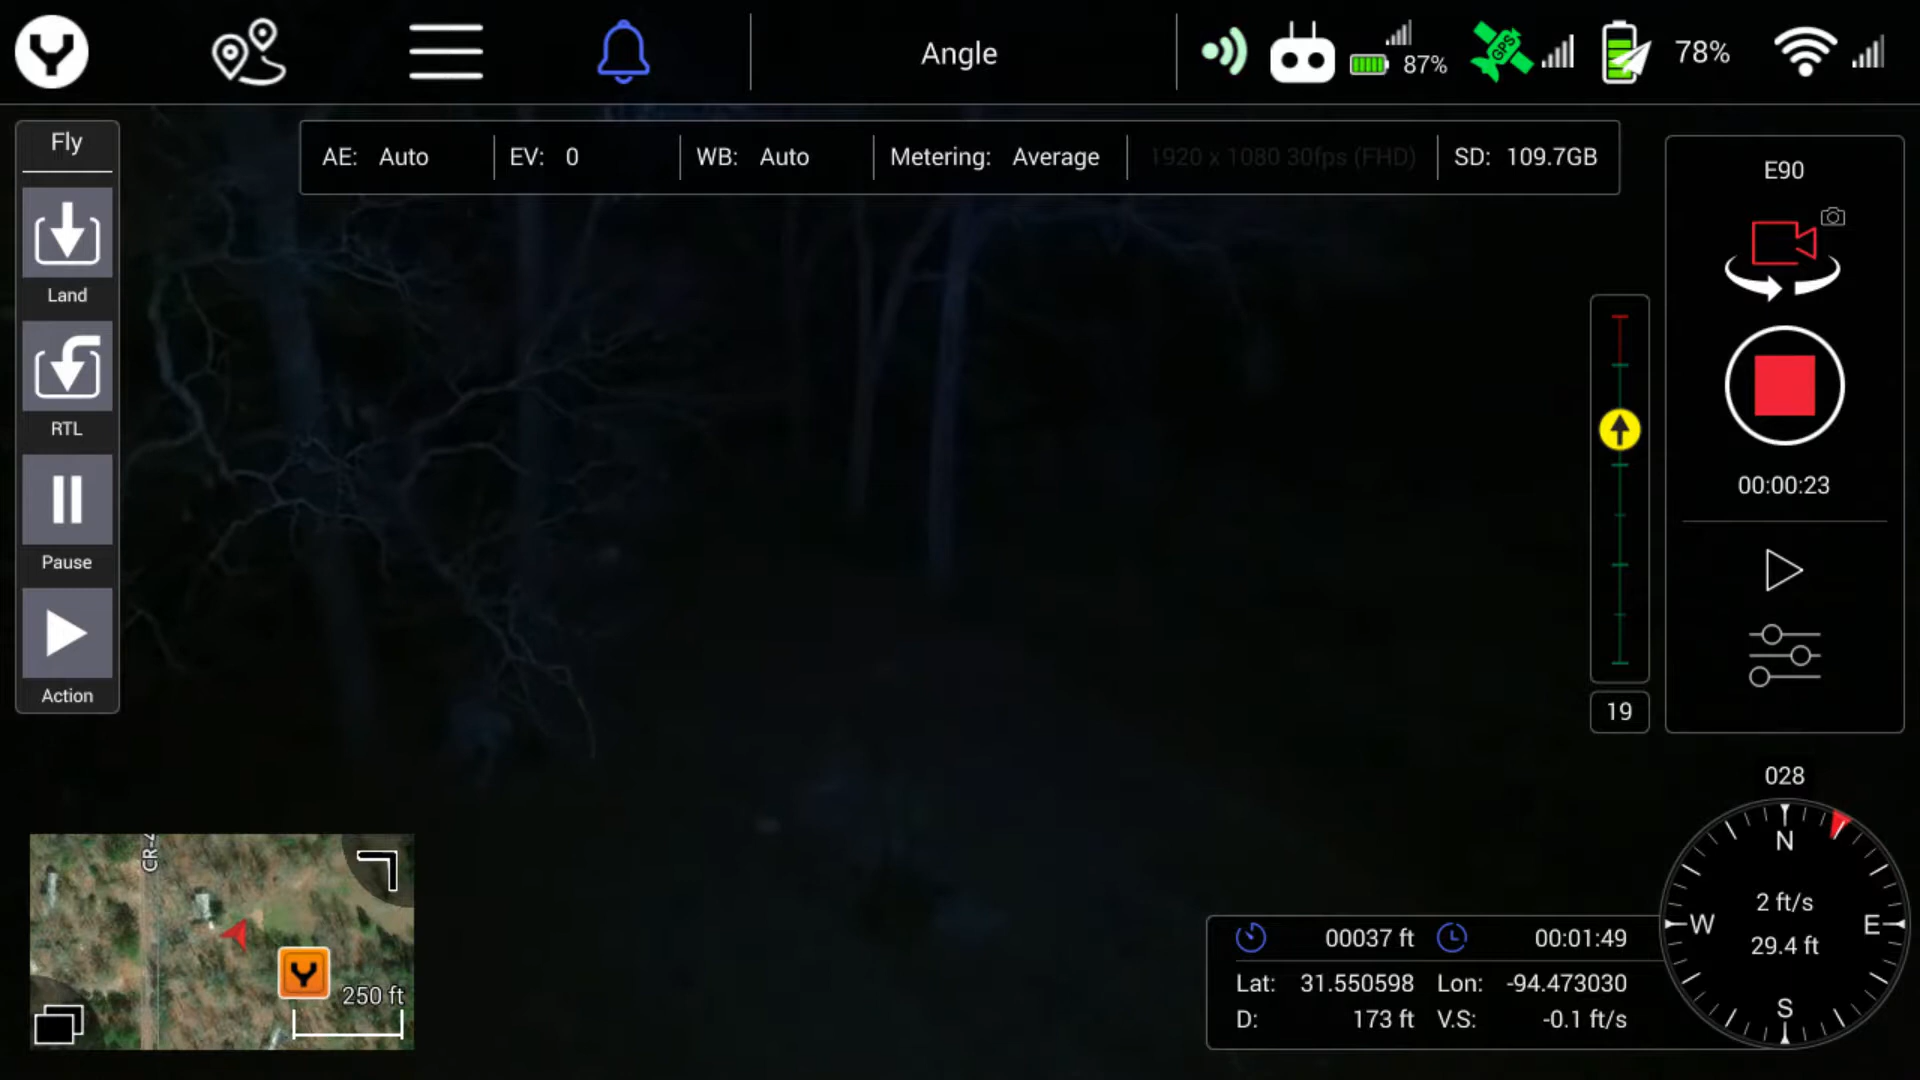 Angle
87%
GPS
78%
Fly
Land
RTL
Pause
Action
AE: Auto
EV: 0
WB: Auto
Metering: Average
1920 x 1080 30fps (FHD)
SD: 109.7GB
E90
00:00:23
19
028
N
W
E
S
2 ft/s
29.4 ft
00037 ft
00:01:49
Lat: 31.550598 Lon: -94.473030
D: 173 ft V.S: -0.1 ft/s
250 ft